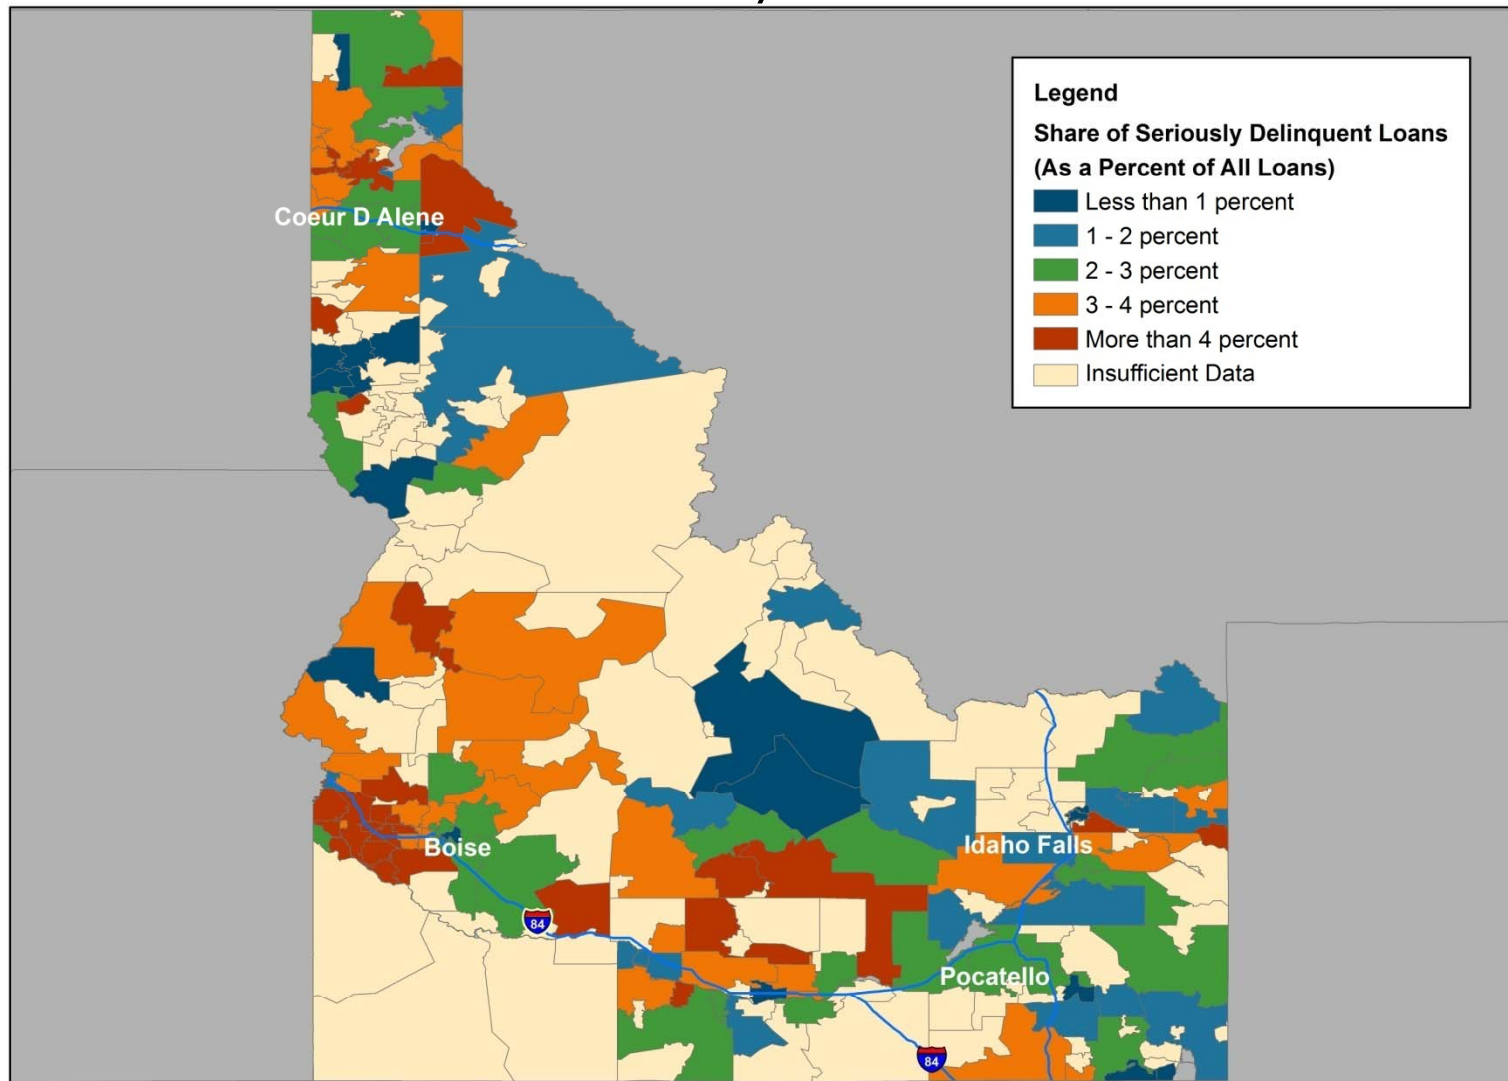 Legend
Share of Seriously Delinquent Loans
(As a Percent of All Loans)
Less than 1 percent
1 - 2 percent
2 - 3 percent
3 - 4 percent
More than 4 percent
Insufficient Data
Coeur D Alene
Boise
Idaho Falls
84
Pocatello
84